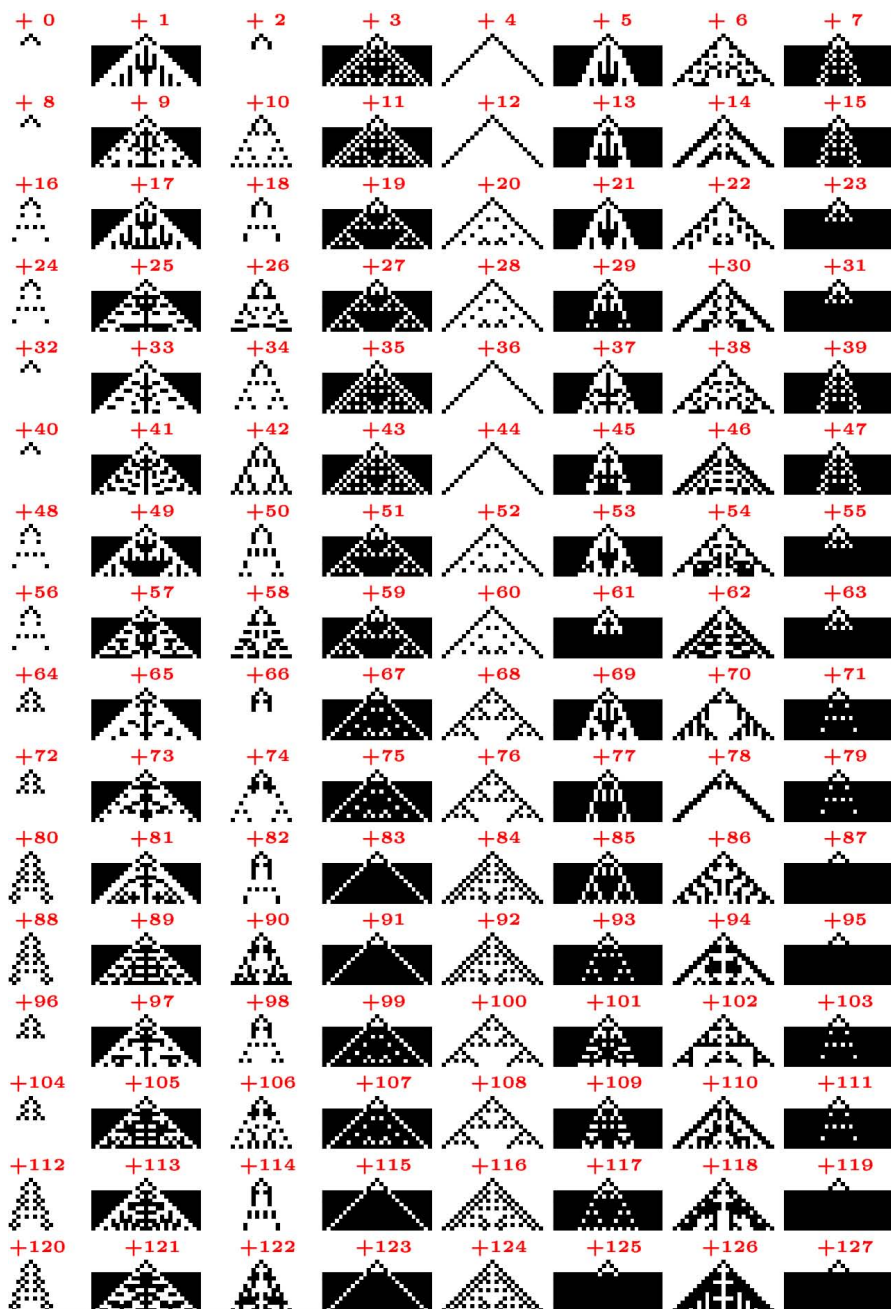 + 0 + 1 + 2 + 3 + 4 + 5 + 6 + 7
+ 8 + 9 +10 +11 +12 +13 +14 +15
+16 +17 +18 +19 +20 +21 +22 +23
+24 +25 +26 +27 +28 +29 +30 +31
+32 +33 +34 +35 +36 +37 +38 +39
+40 +41 +42 +43 +44 +45 +46 +47
+48 +49 +50 +51 +52 +53 +54 +55
+56 +57 +58 +59 +60 +61 +62 +63
+64 +65 +66 +67 +68 +69 +70 +71
+72 +73 +74 +75 +76 +77 +78 +79
+80 +81 +82 +83 +84 +85 +86 +87
+88 +89 +90 +91 +92 +93 +94 +95
+96 +97 +98 +99 +100 +101 +102 +103
+104 +105 +106 +107 +108 +109 +110 +111
+112 +113 +114 +115 +116 +117 +118 +119
+120 +121 +122 +123 +124 +125 +126 +127